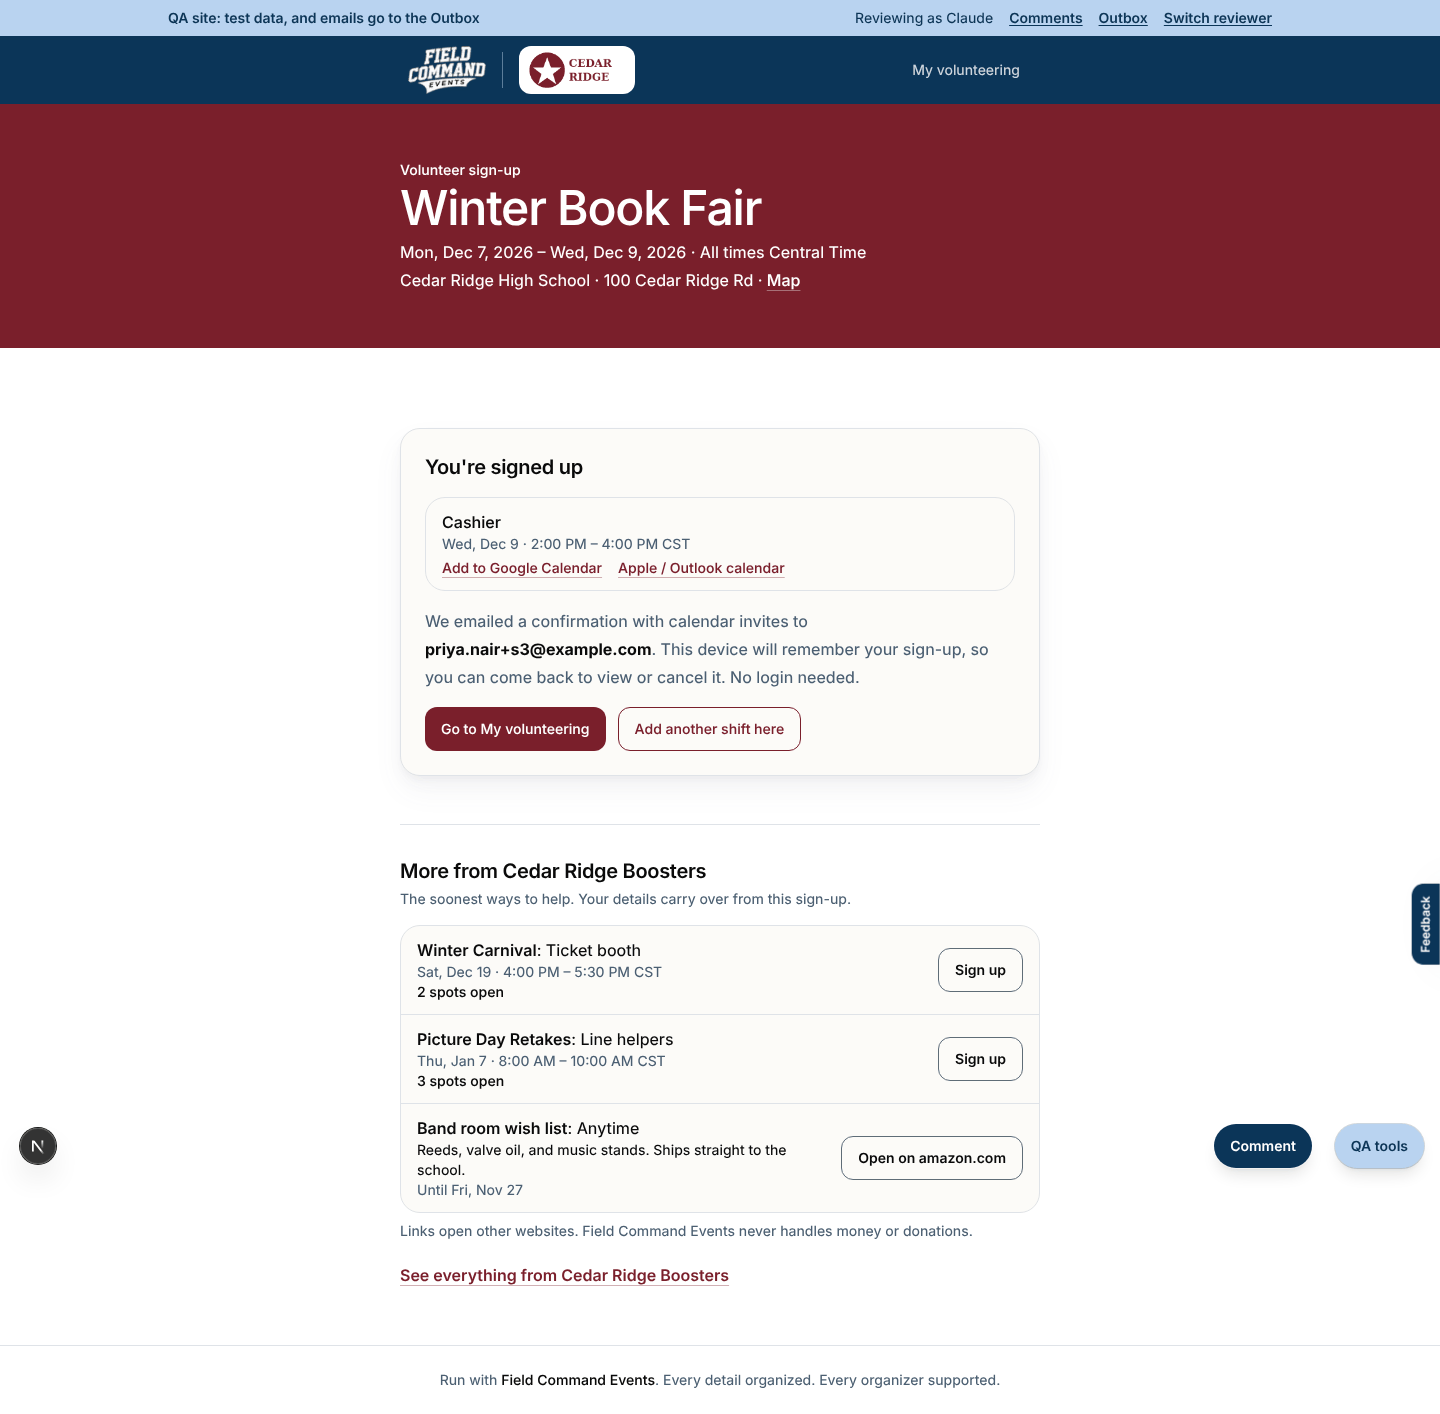 QA site: test data, and emails go to the Outbox
Reviewing as Claude Comments Outbox Switch reviewer
FIELD COMMAND EVENTS
CEDAR RIDGE
My volunteering
Volunteer sign-up
Winter Book Fair
Mon, Dec 7, 2026 – Wed, Dec 9, 2026 · All times Central Time
Cedar Ridge High School · 100 Cedar Ridge Rd · Map
You're signed up
Cashier
Wed, Dec 9 · 2:00 PM – 4:00 PM CST
Add to Google Calendar Apple / Outlook calendar
We emailed a confirmation with calendar invites to
priya.nair+s3@example.com. This device will remember your sign-up, so
you can come back to view or cancel it. No login needed.
Go to My volunteering Add another shift here
More from Cedar Ridge Boosters
The soonest ways to help. Your details carry over from this sign-up.
Winter Carnival: Ticket booth
Sat, Dec 19 · 4:00 PM – 5:30 PM CST
2 spots open
Sign up
Picture Day Retakes: Line helpers
Thu, Jan 7 · 8:00 AM – 10:00 AM CST
3 spots open
Sign up
Band room wish list: Anytime
Reeds, valve oil, and music stands. Ships straight to the
school.
Until Fri, Nov 27
Open on amazon.com
Links open other websites. Field Command Events never handles money or donations.
See everything from Cedar Ridge Boosters
Run with Field Command Events. Every detail organized. Every organizer supported.
Feedback
N
Comment
QA tools